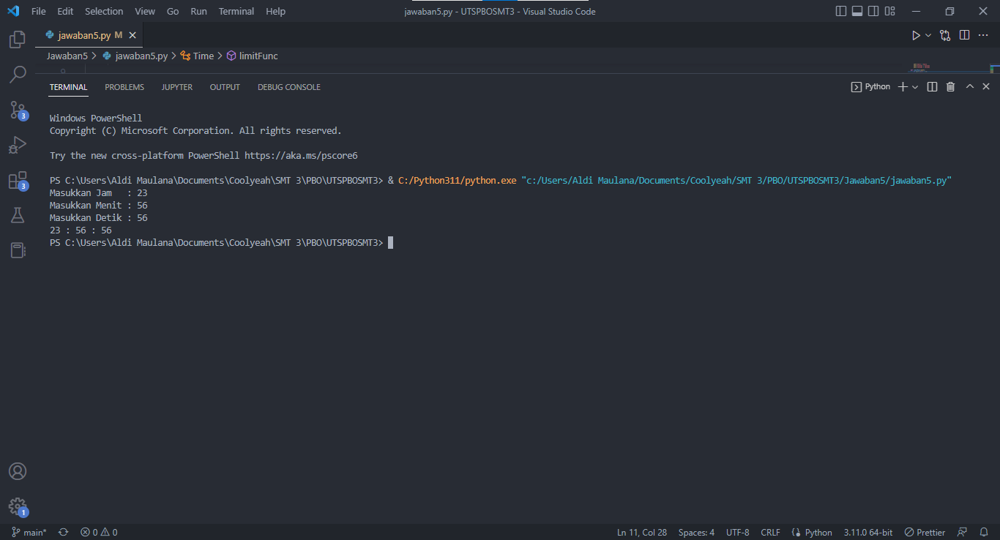 File Edit Selection View Go Run Terminal Help jawaban5.py - UTSPBOSMT3 - Visual Studio Code
jawaban5.py M
Jawaban5 > jawaban5.py > Time > limitFunc
TERMINAL PROBLEMS JUPYTER OUTPUT DEBUG CONSOLE Python
Windows PowerShell
Copyright (C) Microsoft Corporation. All rights reserved.
Try the new cross-platform PowerShell https://aka.ms/pscore6
PS C:\Users\Aldi Maulana\Documents\Coolyeah\SMT 3\PBO\UTSPBOSMT3> & C:/Python311/python.exe "c:/Users/Aldi Maulana/Documents/Coolyeah/SMT 3/PBO/UTSPBOSMT3/Jawaban5/jawaban5.py"
Masukkan Jam   : 23
Masukkan Menit : 56
Masukkan Detik : 56
23 : 56 : 56
PS C:\Users\Aldi Maulana\Documents\Coolyeah\SMT 3\PBO\UTSPBOSMT3>
3
3
1
main* 0 0 Ln 11, Col 28 Spaces: 4 UTF-8 CRLF Python 3.11.0 64-bit Prettier